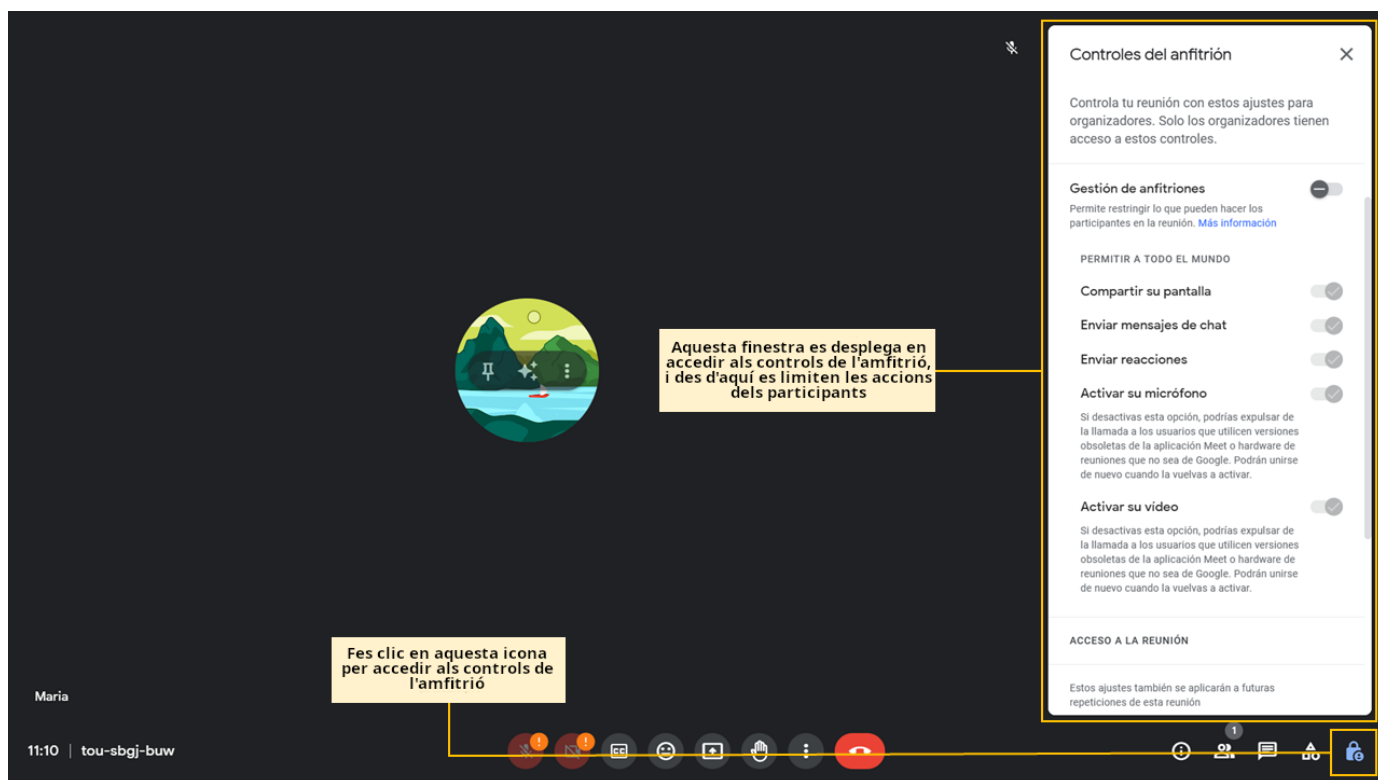 Controles del anfitrión
Controla tu reunión con estos ajustes para
organizadores. Solo los organizadores tienen
acceso a estos controles.
Gestión de anfitriones
Permite restringir lo que pueden hacer los
participantes en la reunión. Más información
PERMITIR A TODO EL MUNDO
Compartir su pantalla
Enviar mensajes de chat
Enviar reacciones
Activar su micrófono
Si desactivas esta opción, podrías expulsar de
la llamada a los usuarios que utilicen versiones
obsoletas de la aplicación Meet o hardware de
reuniones que no sea de Google. Podrán unirse
de nuevo cuando la vuelvas a activar.
Activar su vídeo
Si desactivas esta opción, podrías expulsar de
la llamada a los usuarios que utilicen versiones
obsoletas de la aplicación Meet o hardware de
reuniones que no sea de Google. Podrán unirse
de nuevo cuando la vuelvas a activar.
ACCESO A LA REUNIÓN
Estos ajustes también se aplicarán a futuras
repeticiones de esta reunión
Aquesta finestra es desplega en
accedir als controls de l'amfitrió,
i des d'aquí es limiten les accions
dels participants
Fes clic en aquesta icona
per accedir als controls de
l'amfitrió
Maria
11:10 | tou-sbgj-buw
! ! CC
1